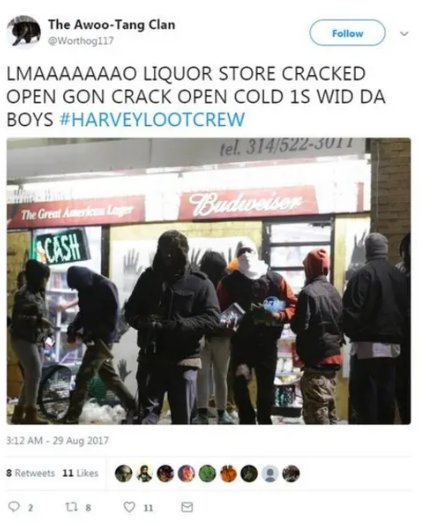 The Awoo-Tang Clan
@Worthog117
Follow
LMAAAAAAAO LIQUOR STORE CRACKED
OPEN GON CRACK OPEN COLD 1S WID DA
BOYS #HARVEYLOOTCREW
tel. 314/522-3011
The Great American Lager
Budweiser
CASH
3:12 AM - 29 Aug 2017
8 Retweets 11 Likes
2 8 11